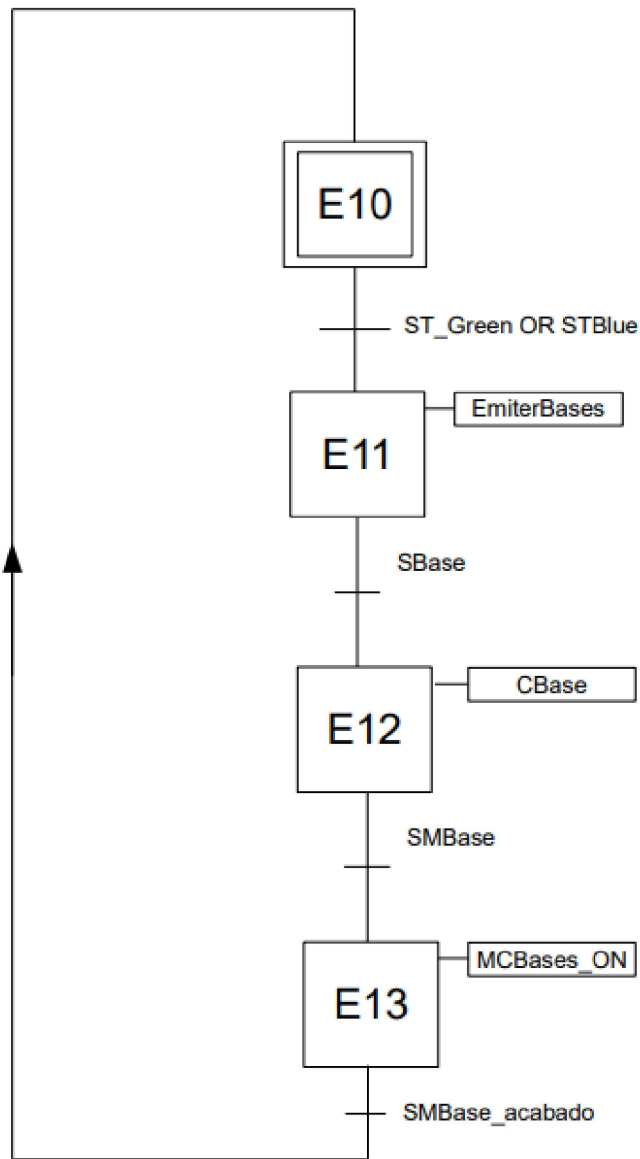 E10
ST_Green OR STBlue
E11
EmiterBases
SBase
E12
CBase
SMBase
E13
MCBases_ON
SMBase_acabado